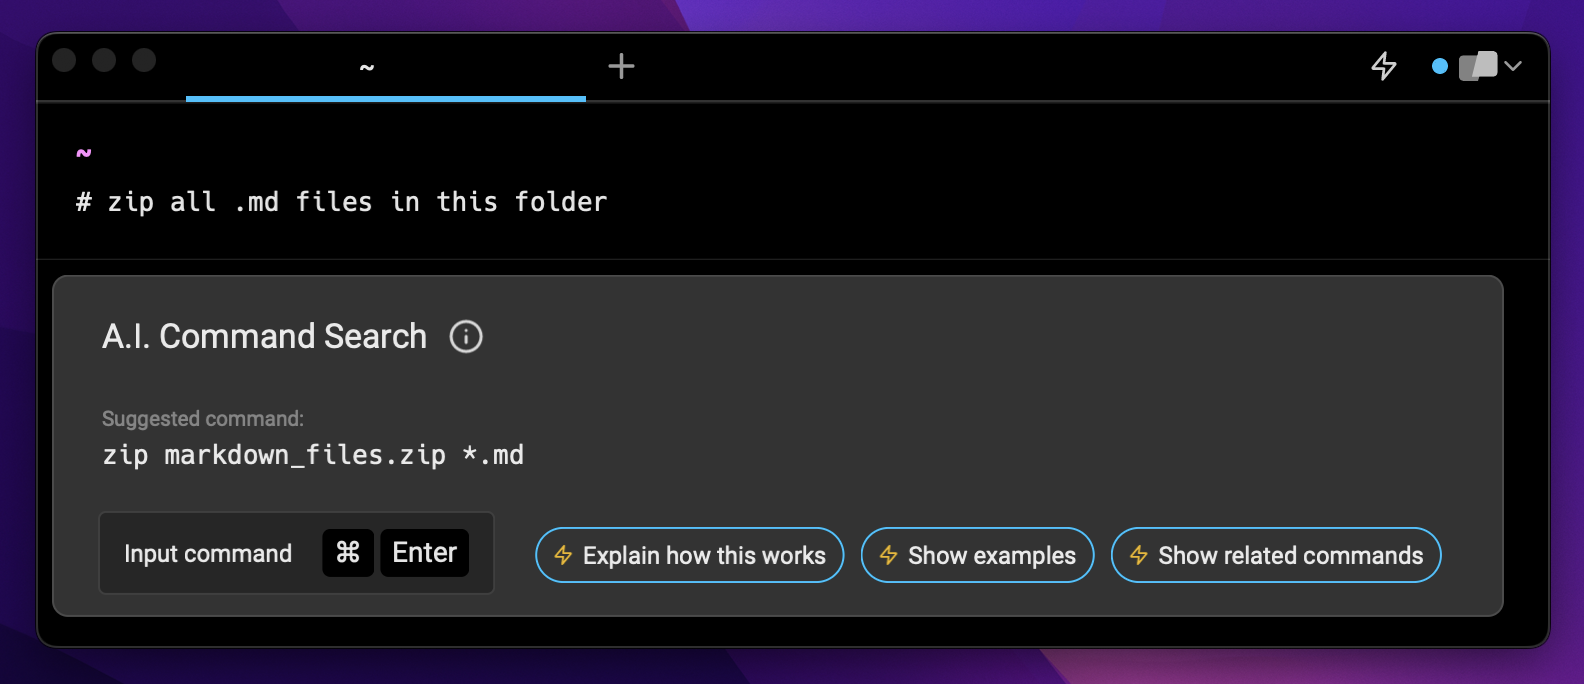 ~
~
# zip all .md files in this folder
A.I. Command Search
Suggested command:
zip markdown_files.zip *.md
Input command ⌘ Enter Explain how this works Show examples Show related commands